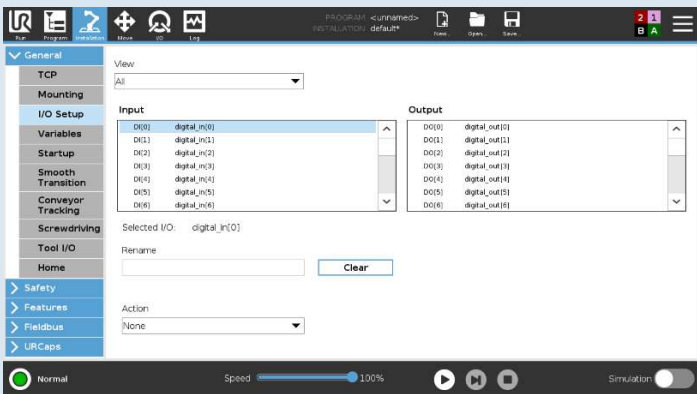 UR
PROGRAM <unnamed>
INSTALLATION default*
Run Program Installation Move I/O Log New... Open... Save...
2 1
B A
General
TCP
Mounting
I/O Setup
Variables
Startup
Smooth
Transition
Conveyor
Tracking
Screwdriving
Tool I/O
Home
Safety
Features
Fieldbus
URCaps
View
All
Input
DI[0] digital_in[0]
DI[1] digital_in[1]
DI[2] digital_in[2]
DI[3] digital_in[3]
DI[4] digital_in[4]
DI[5] digital_in[5]
DI[6] digital_in[6]
Output
DO[0] digital_out[0]
DO[1] digital_out[1]
DO[2] digital_out[2]
DO[3] digital_out[3]
DO[4] digital_out[4]
DO[5] digital_out[5]
DO[6] digital_out[6]
Selected I/O: digital_in[0]
Rename
Clear
Action
None
Normal
Speed 100%
Simulation